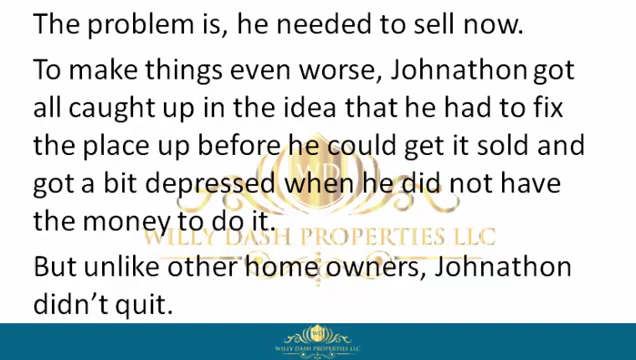 The problem is, he needed to sell now.
To make things even worse, Johnathon got
all caught up in the idea that he had to fix
the place up before he could get it sold and
got a bit depressed when he did not have
the money to do it.
WD
WILLY DASH PROPERTIES LLC
But unlike other home owners, Johnathon
didn’t quit.
WD
WILLY DASH PROPERTIES LLC